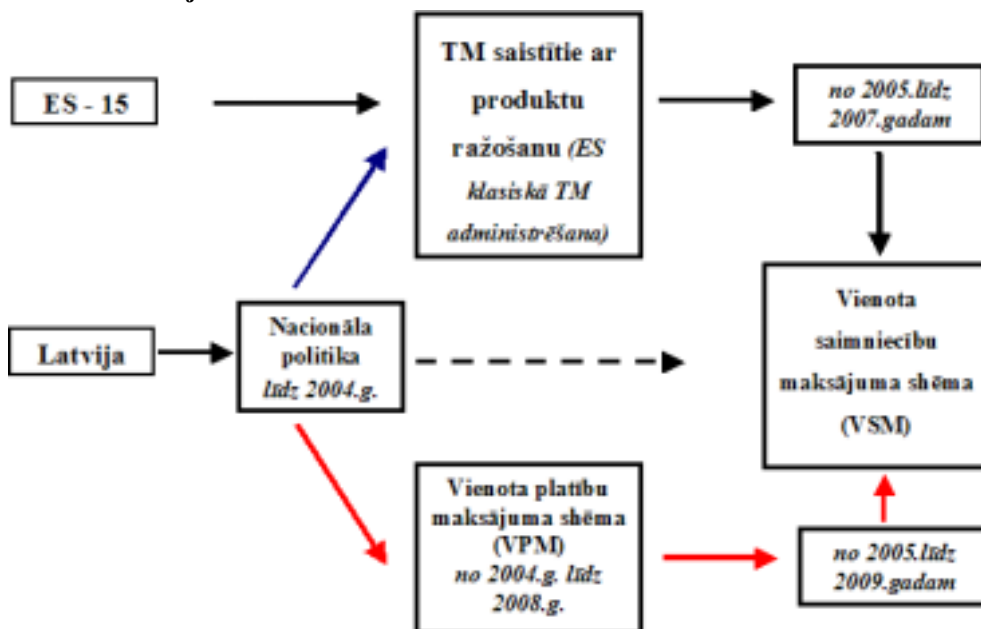 TM saistītie ar
produktu
ražošanu (ES
klasiskā TM
administrēšana)
ES - 15
no 2005.līdz
2007.gadam
Latvija
Nacionāla
politika
līdz 2004.g.
Vienota
saimniecību
maksājuma shēma
(VSM)
Vienota platību
maksājuma shēma
(VPM)
no 2004.g. līdz
2008.g.
no 2005.līdz
2009.gadam